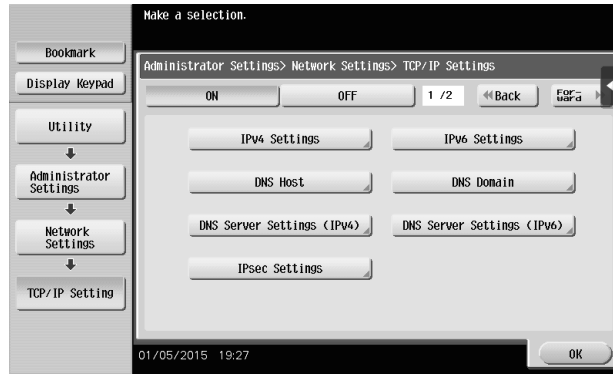 Make a selection.
Bookmark
Display Keypad
Utility
Administrator
Settings
Network
Settings
TCP/IP Setting
Administrator Settings> Network Settings> TCP/IP Settings
ON
OFF
1 /2
Back
For-
ward
IPv4 Settings
IPv6 Settings
DNS Host
DNS Domain
DNS Server Settings (IPv4)
DNS Server Settings (IPv6)
IPsec Settings
01/05/2015 19:27
OK